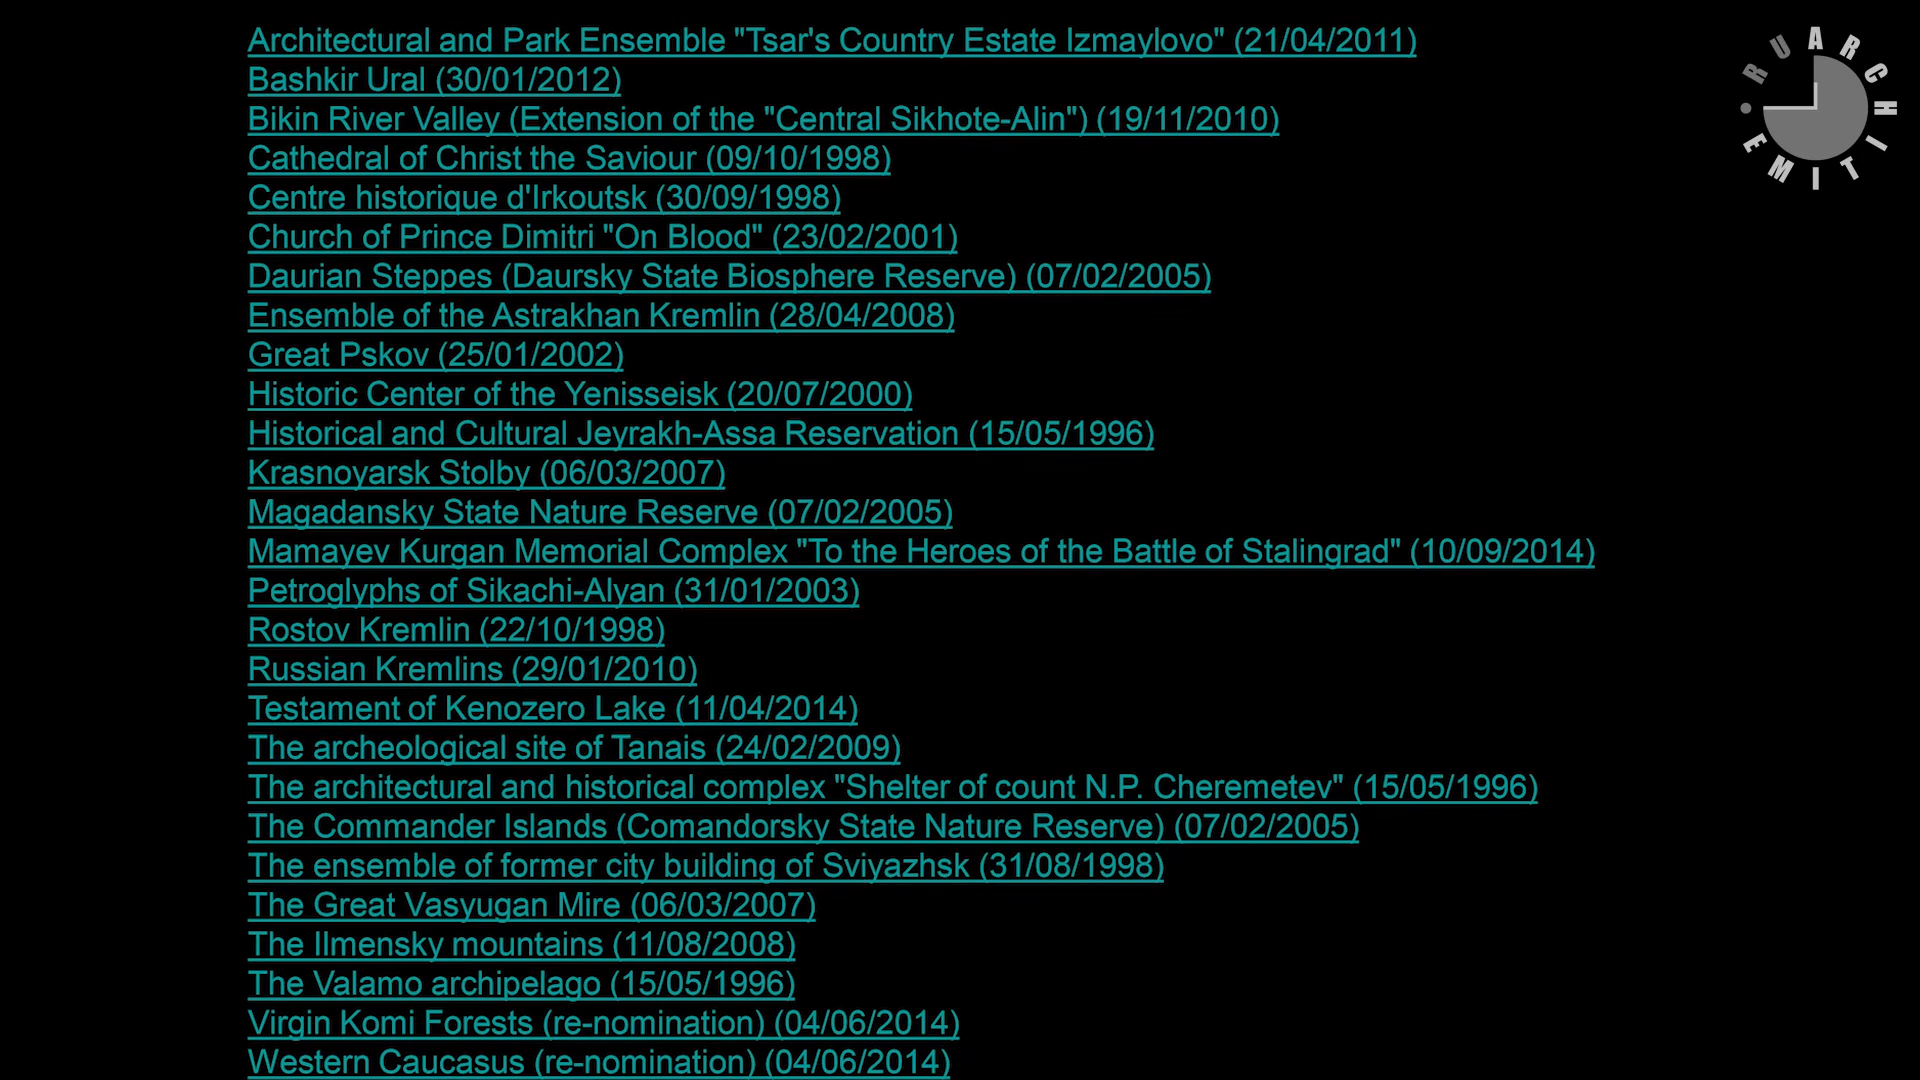 Architectural and Park Ensemble "Tsar's Country Estate Izmaylovo" (21/04/2011)
Bashkir Ural (30/01/2012)
Bikin River Valley (Extension of the "Central Sikhote-Alin") (19/11/2010)
Cathedral of Christ the Saviour (09/10/1998)
Centre historique d'Irkoutsk (30/09/1998)
Church of Prince Dimitri "On Blood" (23/02/2001)
Daurian Steppes (Daursky State Biosphere Reserve) (07/02/2005)
Ensemble of the Astrakhan Kremlin (28/04/2008)
Great Pskov (25/01/2002)
Historic Center of the Yenisseisk (20/07/2000)
Historical and Cultural Jeyrakh-Assa Reservation (15/05/1996)
Krasnoyarsk Stolby (06/03/2007)
Magadansky State Nature Reserve (07/02/2005)
Mamayev Kurgan Memorial Complex "To the Heroes of the Battle of Stalingrad" (10/09/2014)
Petroglyphs of Sikachi-Alyan (31/01/2003)
Rostov Kremlin (22/10/1998)
Russian Kremlins (29/01/2010)
Testament of Kenozero Lake (11/04/2014)
The archeological site of Tanais (24/02/2009)
The architectural and historical complex "Shelter of count N.P. Cheremetev" (15/05/1996)
The Commander Islands (Comandorsky State Nature Reserve) (07/02/2005)
The ensemble of former city building of Sviyazhsk (31/08/1998)
The Great Vasyugan Mire (06/03/2007)
The Ilmensky mountains (11/08/2008)
The Valamo archipelago (15/05/1996)
Virgin Komi Forests (re-nomination) (04/06/2014)
Western Caucasus (re-nomination) (04/06/2014)
ARCHITIME.RU